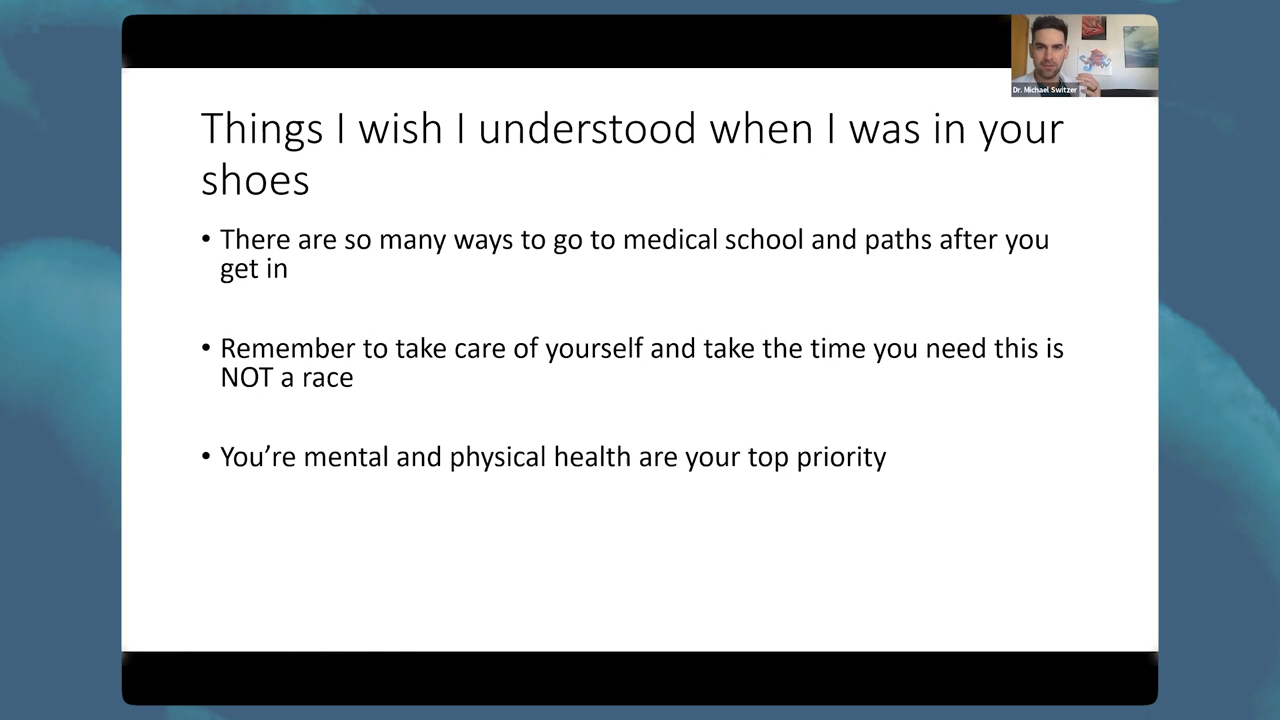 Dr. Michael Switzer
Things I wish I understood when I was in your
shoes
• There are so many ways to go to medical school and paths after you
get in
• Remember to take care of yourself and take the time you need this is
NOT a race
• You’re mental and physical health are your top priority